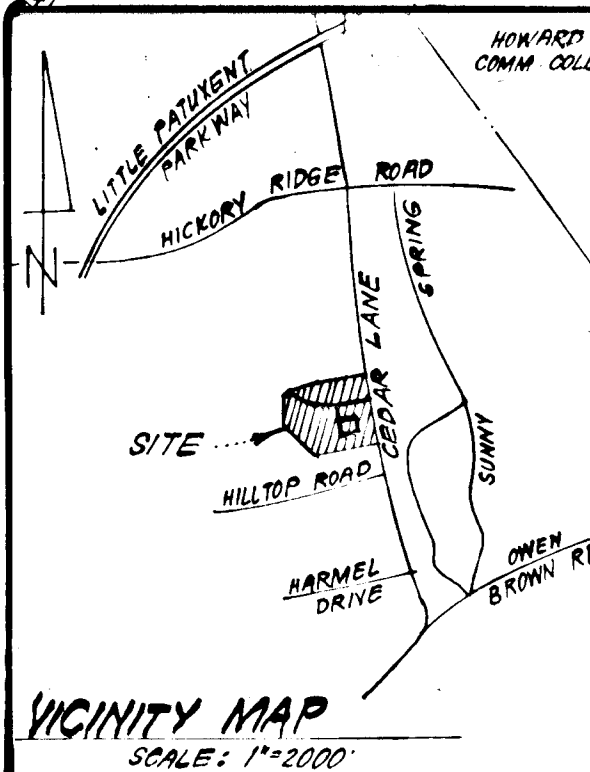 HOWARD
COMM. COLL
LITTLE PATUXENT
PARKWAY
HICKORY RIDGE ROAD
SPRING
N
CEDAR LANE
SITE
SUNNY
HILLTOP ROAD
OWEN
BROWN RD
HARMEL
DRIVE
VICINITY MAP
SCALE: 1"=2000'